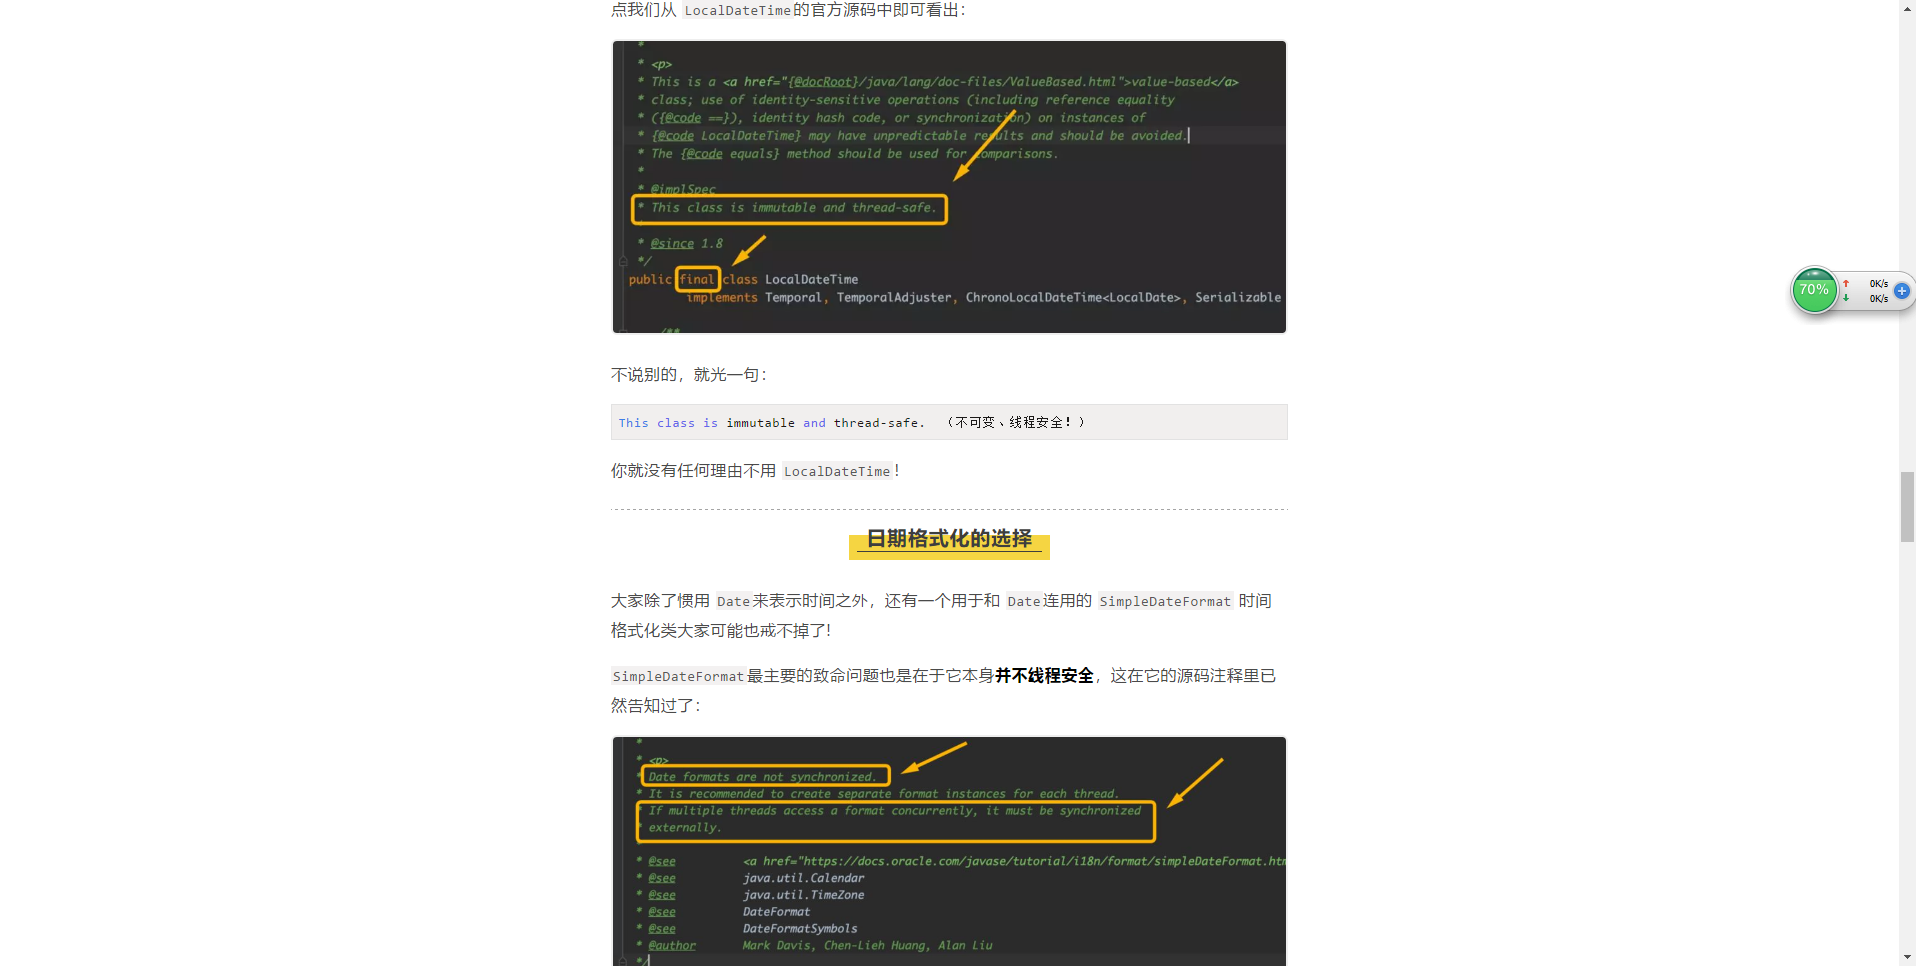 点我们从 LocalDateTime的官方源码中即可看出：
*
* <p>
* This is a <a href="{@docRoot}/java/lang/doc-files/ValueBased.html">value-based</a>
* class; use of identity-sensitive operations (including reference equality
* ({@code ==}), identity hash code, or synchronization) on instances of
* {@code LocalDateTime} may have unpredictable results and should be avoided.
* The {@code equals} method should be used for comparisons.
*
* @implSpec
* This class is immutable and thread-safe.
* @since 1.8
*/
public final class LocalDateTime
implements Temporal, TemporalAdjuster, ChronoLocalDateTime<LocalDate>, Serializable
/**
不说别的，就光一句：
This class is immutable and thread-safe. （不可变、线程安全！）
你就没有任何理由不用 LocalDateTime！
日期格式化的选择
大家除了惯用 Date来表示时间之外，还有一个用于和 Date连用的 SimpleDateFormat 时间
格式化类大家可能也戒不掉了!
SimpleDateFormat最主要的致命问题也是在于它本身并不线程安全，这在它的源码注释里已
然告知过了：
*
* <p>
* Date formats are not synchronized.
* It is recommended to create separate format instances for each thread.
* If multiple threads access a format concurrently, it must be synchronized
* externally.
* @see <a href="https://docs.oracle.com/javase/tutorial/i18n/format/simpleDateFormat.htm
* @see java.util.Calendar
* @see java.util.TimeZone
* @see DateFormat
* @see DateFormatSymbols
* @author Mark Davis, Chen-Lieh Huang, Alan Liu
*/
70%
0K/s
0K/s